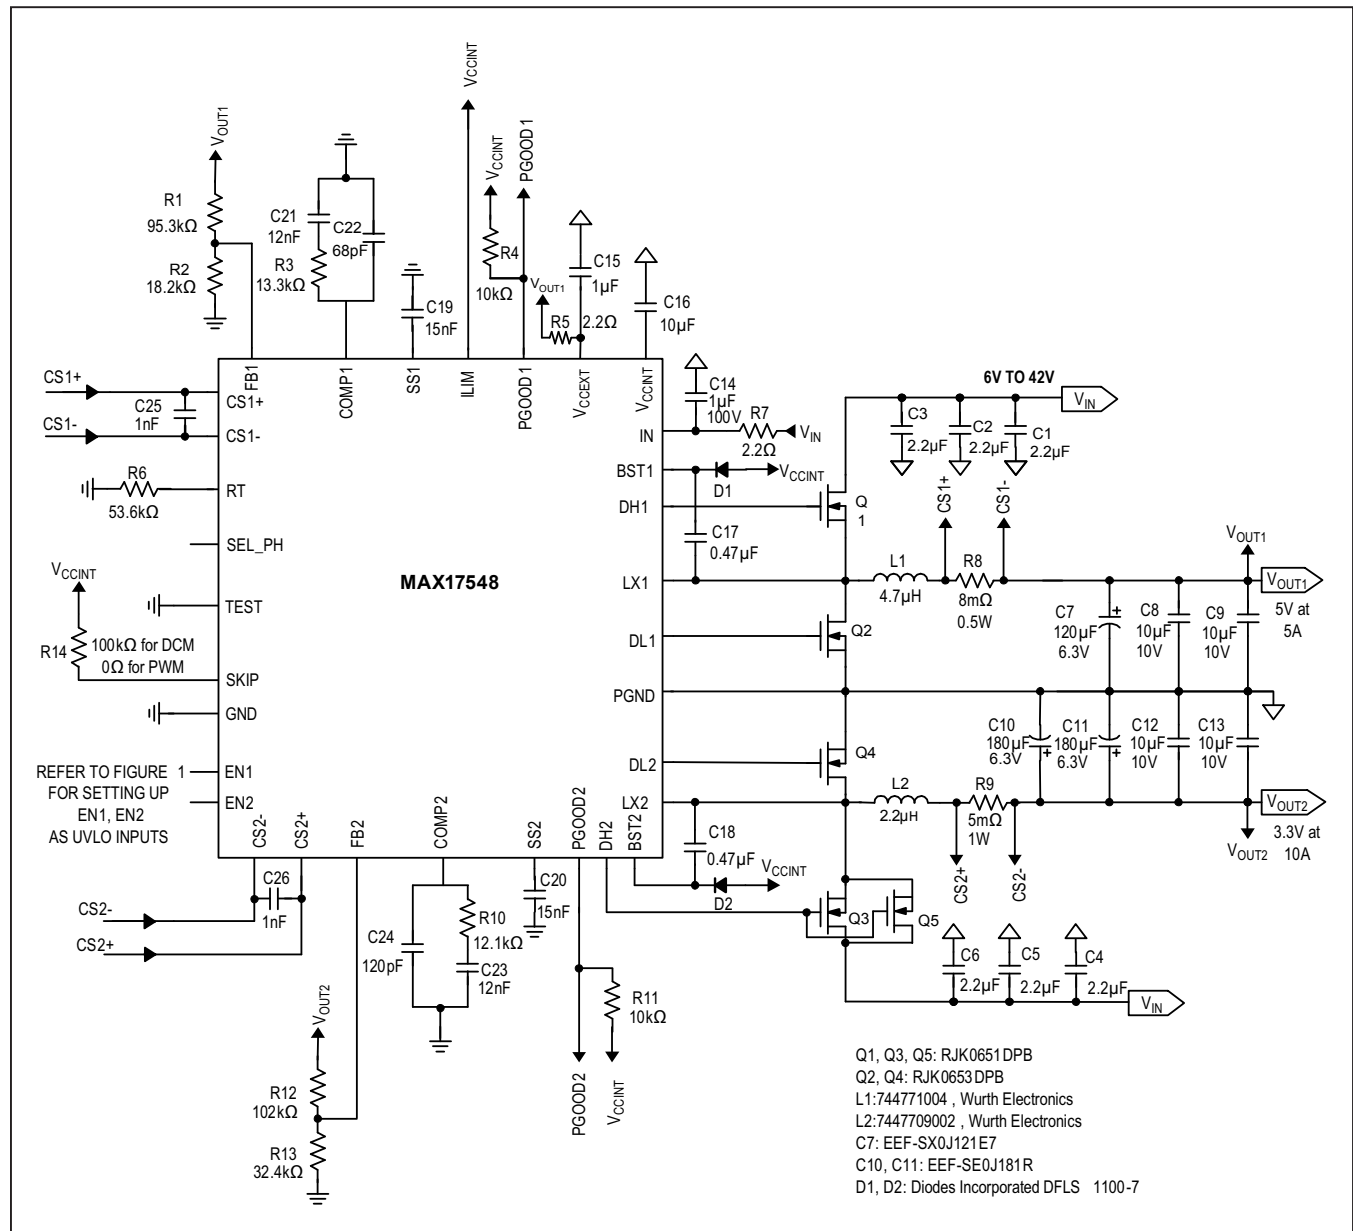 VCCINT
VOUT1
R1
95.3kΩ
R2
18.2kΩ
C21
12nF
C22
68pF
R3
13.3kΩ
C19
15nF
VCCINT
PGOOD1
R4
10kΩ
VOUT1
R5
2.2Ω
C15
1µF
C16
10µF
FB1
COMP1
SS1
ILIM
PGOOD1
VCCEXT
VCCINT
CS1+
C25
1nF
CS1-
CS1+
CS1-
R6
53.6kΩ
RT
SEL_PH
VCCINT
TEST
R14
100kΩ for DCM
0Ω for PWM
SKIP
GND
REFER TO FIGURE 1
FOR SETTING UP
EN1, EN2
AS UVLO INPUTS
EN1
EN2
MAX17548
IN
BST1
DH1
LX1
DL1
PGND
DL2
LX2
C14
1µF
100V
R7
2.2Ω
VIN
VCCINT
D1
C17
0.47µF
6V TO 42V
VIN
C3
2.2µF
C2
2.2µF
C1
2.2µF
Q
1
CS1+
CS1-
L1
4.7µH
R8
8mΩ
0.5W
VOUT1
VOUT1
5V at
5A
Q2
C7
120µF
6.3V
C8
10µF
10V
C9
10µF
10V
C10
180µF
6.3V
C11
180µF
6.3V
C12
10µF
10V
C13
10µF
10V
Q4
L2
2.2µH
R9
5mΩ
1W
CS2+
CS2-
VOUT2
3.3V at
10A
VOUT2
CS2-
CS2+
FB2
COMP2
SS2
PGOOD2
DH2
BST2
C18
0.47µF
VCCINT
D2
CS2-
CS2+
C26
1nF
C24
120pF
R10
12.1kΩ
C23
12nF
C20
15nF
Q3
Q5
C6
2.2µF
C5
2.2µF
C4
2.2µF
VIN
R11
10kΩ
PGOOD2
VCCINT
VOUT2
R12
102kΩ
R13
32.4kΩ
Q1, Q3, Q5: RJK0651DPB
Q2, Q4: RJK0653DPB
L1:744771004 , Wurth Electronics
L2:7447709002 , Wurth Electronics
C7: EEF-SX0J121E7
C10, C11: EEF-SE0J181R
D1, D2: Diodes Incorporated DFLS 1100-7